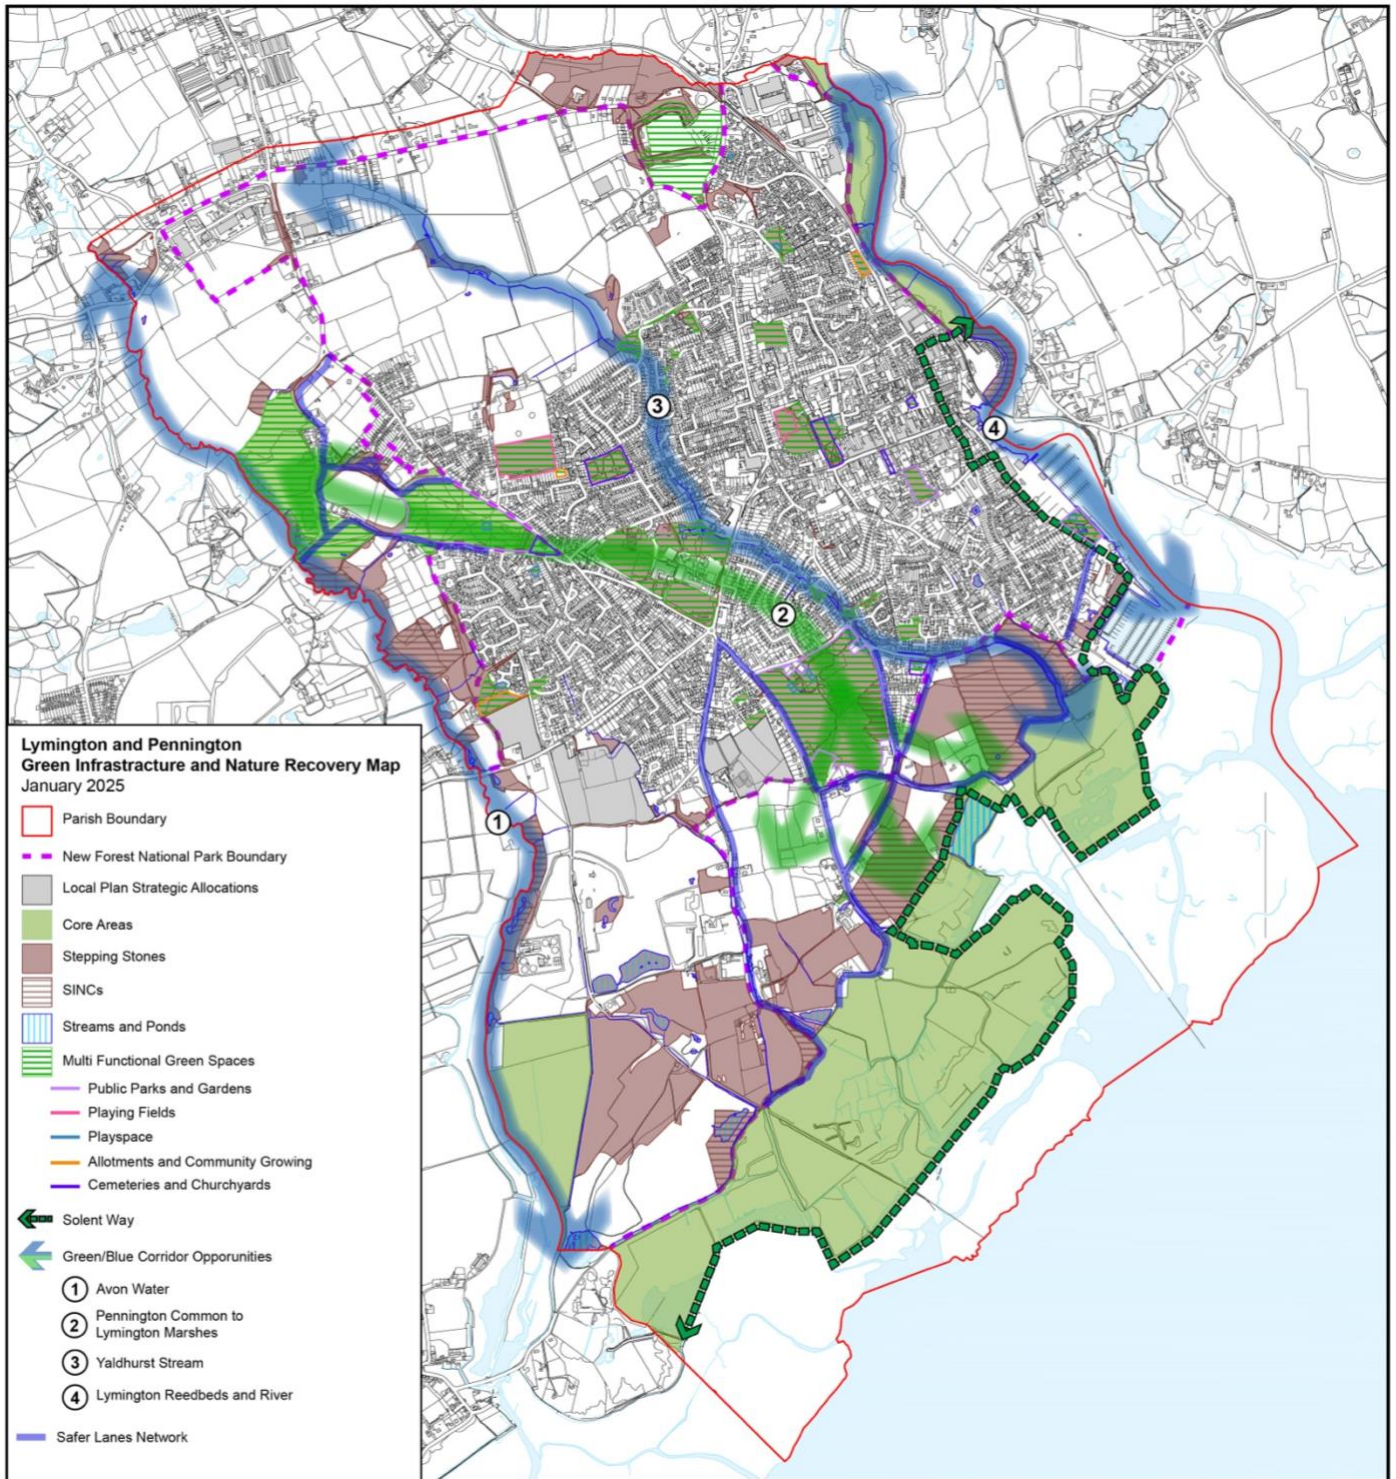 Lymington and Pennington
Green Infrastracture and Nature Recovery Map
January 2025
Parish Boundary
New Forest National Park Boundary
Local Plan Strategic Allocations
Core Areas
Stepping Stones
SINCs
Streams and Ponds
Multi Functional Green Spaces
Public Parks and Gardens
Playing Fields
Playspace
Allotments and Community Growing
Cemeteries and Churchyards
Solent Way
Green/Blue Corridor Opporunities
1 Avon Water
2 Pennington Common to
Lymington Marshes
3 Yaldhurst Stream
4 Lymington Reedbeds and River
Safer Lanes Network
3
4
2
1